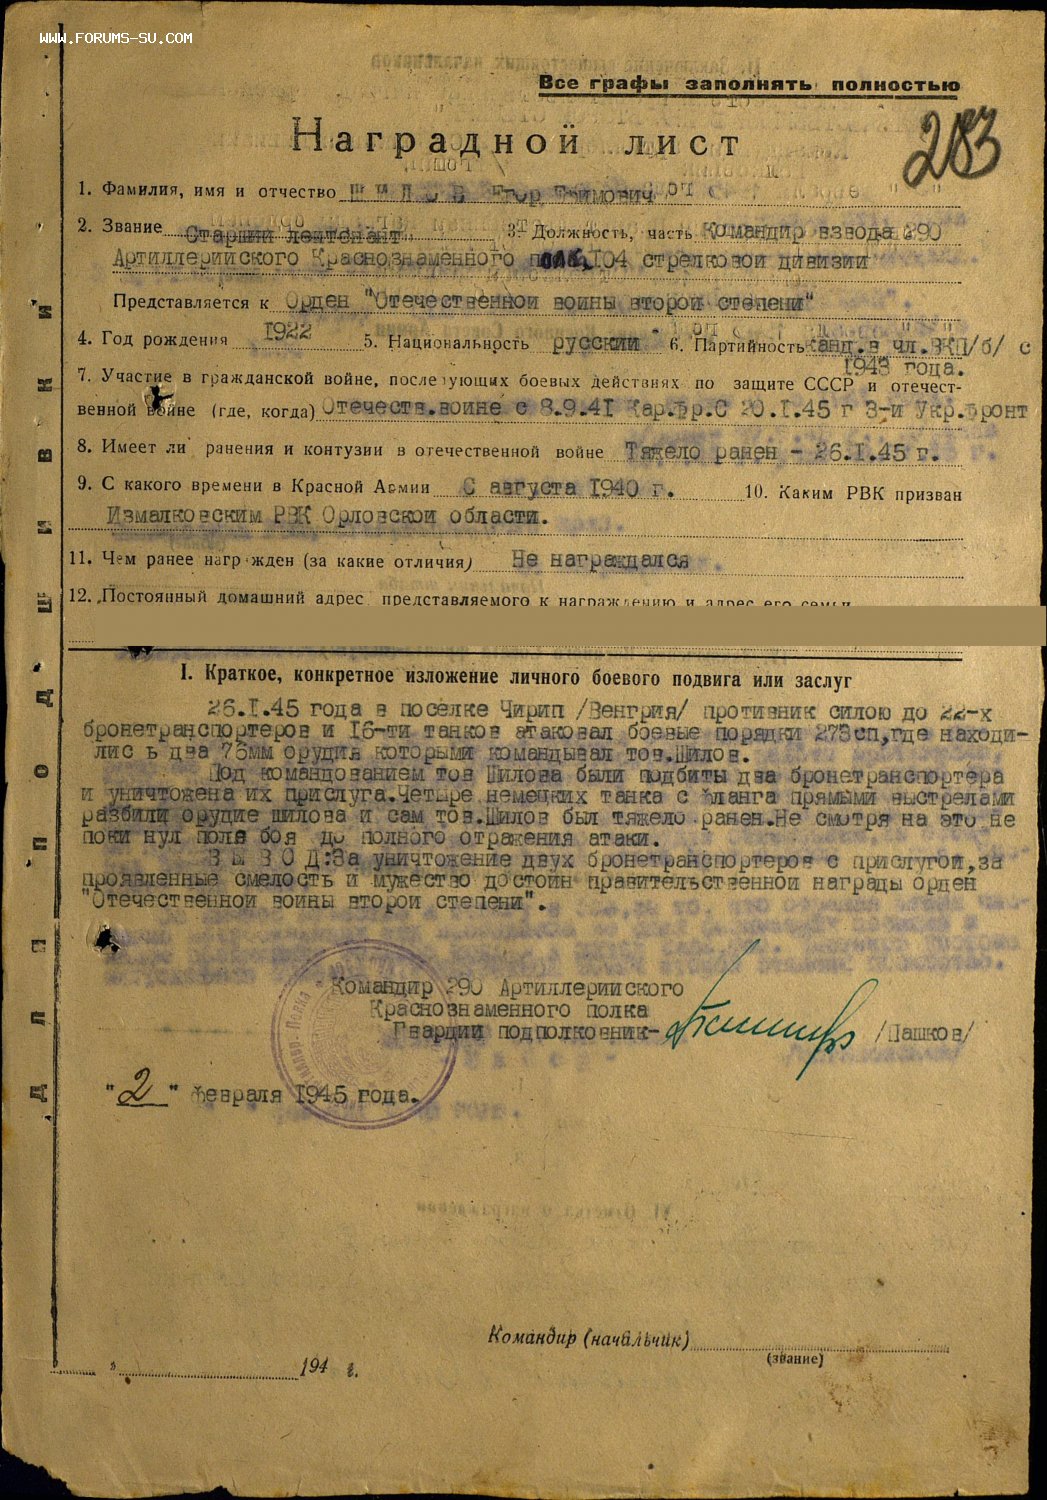 WWW.FORUMS-SU.COM
Все графы заполнять полностью
283
Наградной лист
1. Фамилия, имя и отчество ШИЛОВ Егор Ефимович
2. Звание Старший лейтенант 3. Должность, часть Командир взвода 290
Артиллерийского Краснознаменного полка, 104 стрелковой дивизии
Представляется к Орден "Отечественной войны второй степени"
4. Год рождения 1922 5. Национальность русский 6. Партийность канд.в чл.ВКП/б/ с
1943 года.
7. Участие в гражданской войне, последующих боевых действиях по защите СССР и отечест-
венной войне (где, когда) Отечеств.войне с 8.9.41 Кар.фр.С 20.1.45 г 3-й Укр.фронт
8. Имеет ли ранения и контузии в отечественной войне Тяжело ранен - 26.I.45 г.
9. С какого времени в Красной Армии С августа 1940 г. 10. Каким РВК призван
Измалковским РВК Орловской области.
11. Чем ранее награжден (за какие отличия) Не награждался
12. Постоянный домашний адрес представляемого к награждению и адрес его семьи
I. Краткое, конкретное изложение личного боевого подвига или заслуг
26.I.45 года в поселке Чирип /Венгрия/ противник силою до 22-х
бронетранспортеров и 16-ти танков атаковал боевые порядки 273сп,где находи-
лис ь два 76мм орудия которыми командывал тов.Шилов.
Под командованием тов Шилова были подбиты два бронетранспортера
и уничтожена их прислуга.Четыре немецких танка с фланга прямыми выстрелами
разбили орудие шилова и сам тов.Шилов был тяжело ранен.Не смотря на это не
поки нул поля боя до полного отражения атаки.
В Ы В О Д:За уничтожение двух бронетранспортеров с прислугой,за
проявленные смелость и мужество достоин правительственной награды орден
"Отечественной войны второй степени".
Командир 290 Артиллерийского
Краснознаменного полка
Гвардии подполковник- /Пашков/
"2" февраля 1945 года.
Командир (начальник)
(звание)
" 194 г.
ДЛЯ ПОДШИВКИ